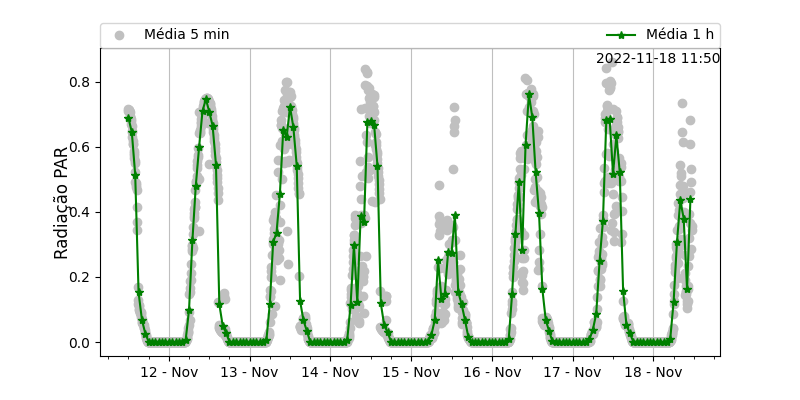 Média 5 min
Média 1 h
2022-11-18 11:50
Radiação PAR
0.8
0.6
0.4
0.2
0.0
12 - Nov
13 - Nov
14 - Nov
15 - Nov
16 - Nov
17 - Nov
18 - Nov